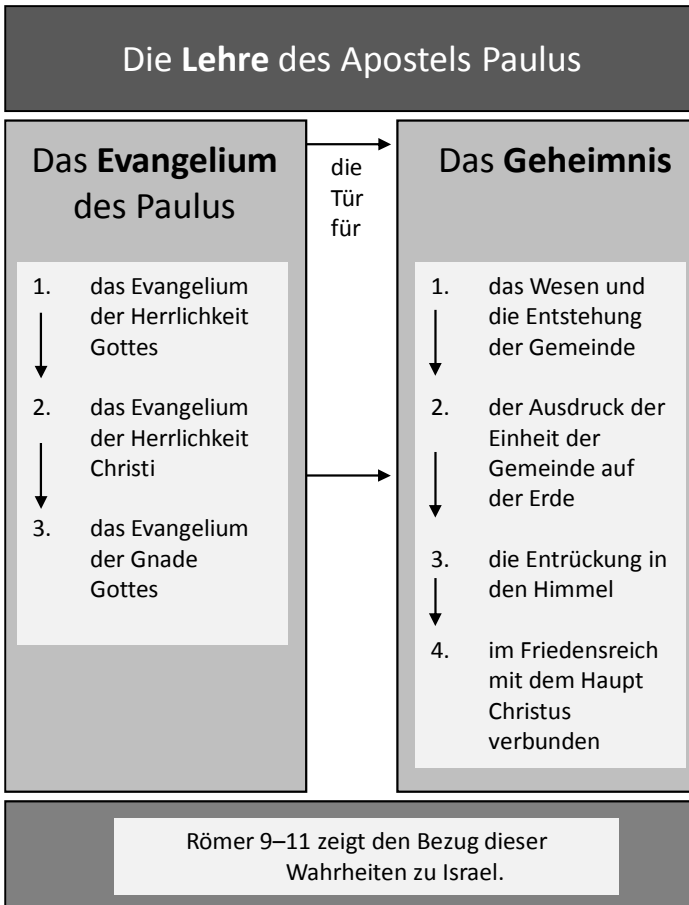 Die Lehre des Apostels Paulus
Das Evangelium
des Paulus
1. das Evangelium
der Herrlichkeit
Gottes
2. das Evangelium
der Herrlichkeit
Christi
3. das Evangelium
der Gnade
Gottes
die
Tür
für
Das Geheimnis
1. das Wesen und
die Entstehung
der Gemeinde
2. der Ausdruck der
Einheit der
Gemeinde auf
der Erde
3. die Entrückung in
den Himmel
4. im Friedensreich
mit dem Haupt
Christus
verbunden
Römer 9–11 zeigt den Bezug dieser
Wahrheiten zu Israel.